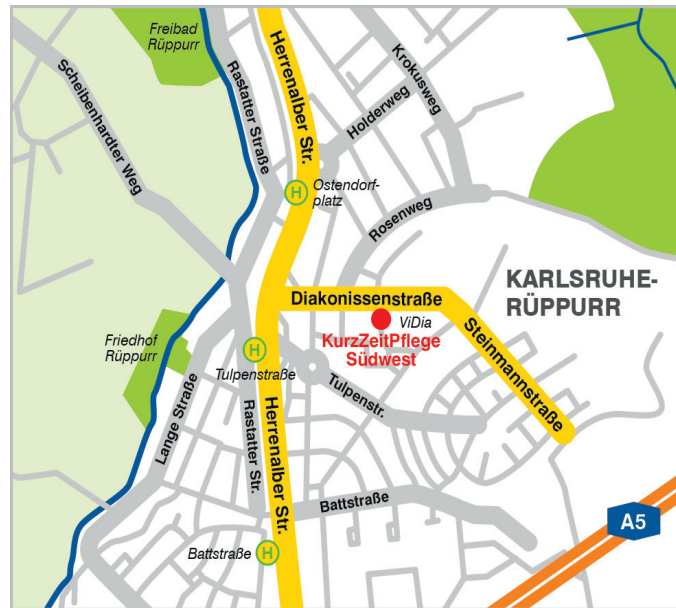 Freibad
Rüppurr
Scheibenhardter Weg
Rastatter Straße
Herrenalber Str.
Krokusweg
Holderweg
H
Ostendorf-
platz
Rosenweg
KARLSRUHE-
RÜPPURR
Diakonissenstraße
ViDia
KurzZeitPflege
Südwest
Steinmannstraße
Friedhof
Rüppurr
H
Tulpenstraße
Tulpenstr.
Lange Straße
Rastatter Str.
Herrenalber Str.
Battstraße
A5
Battstraße
H